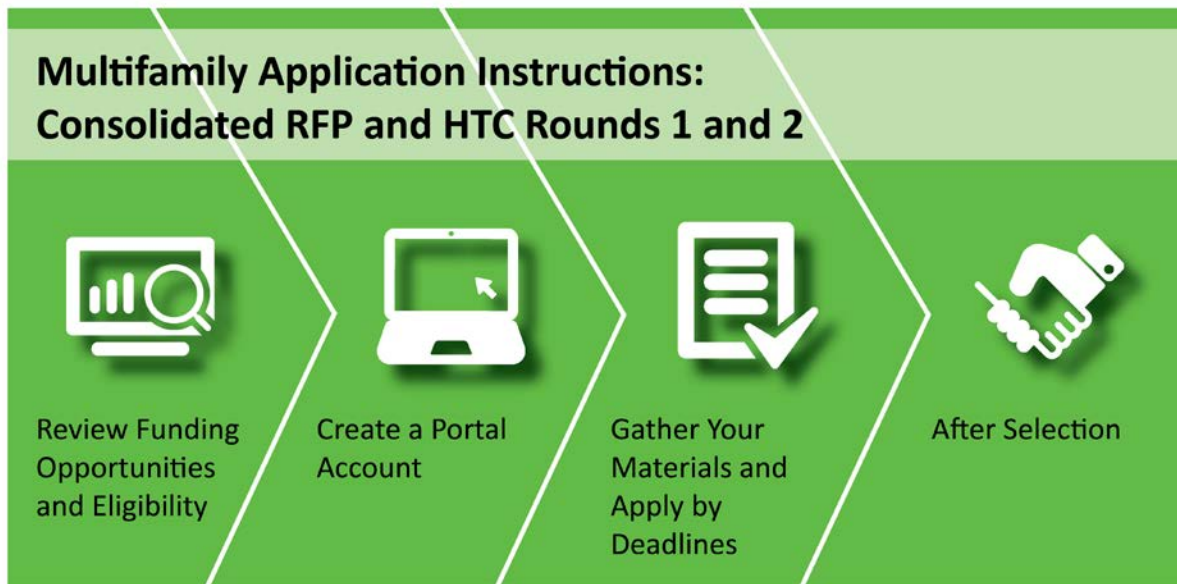 Multifamily Application Instructions:
Consolidated RFP and HTC Rounds 1 and 2
Review Funding
Opportunities
and Eligibility
Create a Portal
Account
Gather Your
Materials and
Apply by
Deadlines
After Selection